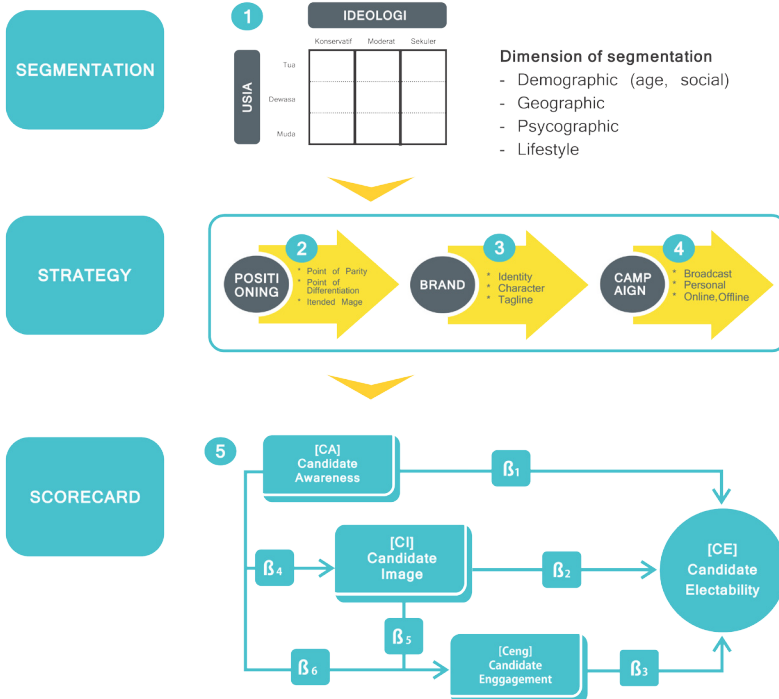 SEGMENTATION
1
IDEOLOGI
Konservatif Moderat Sekuler
USIA
Tua
Dewasa
Muda
Dimension of segmentation
- Demographic (age, social)
- Geographic
- Psycographic
- Lifestyle
STRATEGY
2
POSITI
ONING
* Point of Parity
* Point of
Differentiation
* Itended Mage
3
BRAND
* Identity
* Character
* Tagline
4
CAMP
AIGN
* Broadcast
* Personal
* Online,Offline
SCORECARD
5
[CA]
Candidate
Awareness
ß1
[CI]
Candidate
Image
ß4
ß2
[CE]
Candidate
Electability
ß5
ß6
[Ceng]
Candidate
Enggagement
ß3